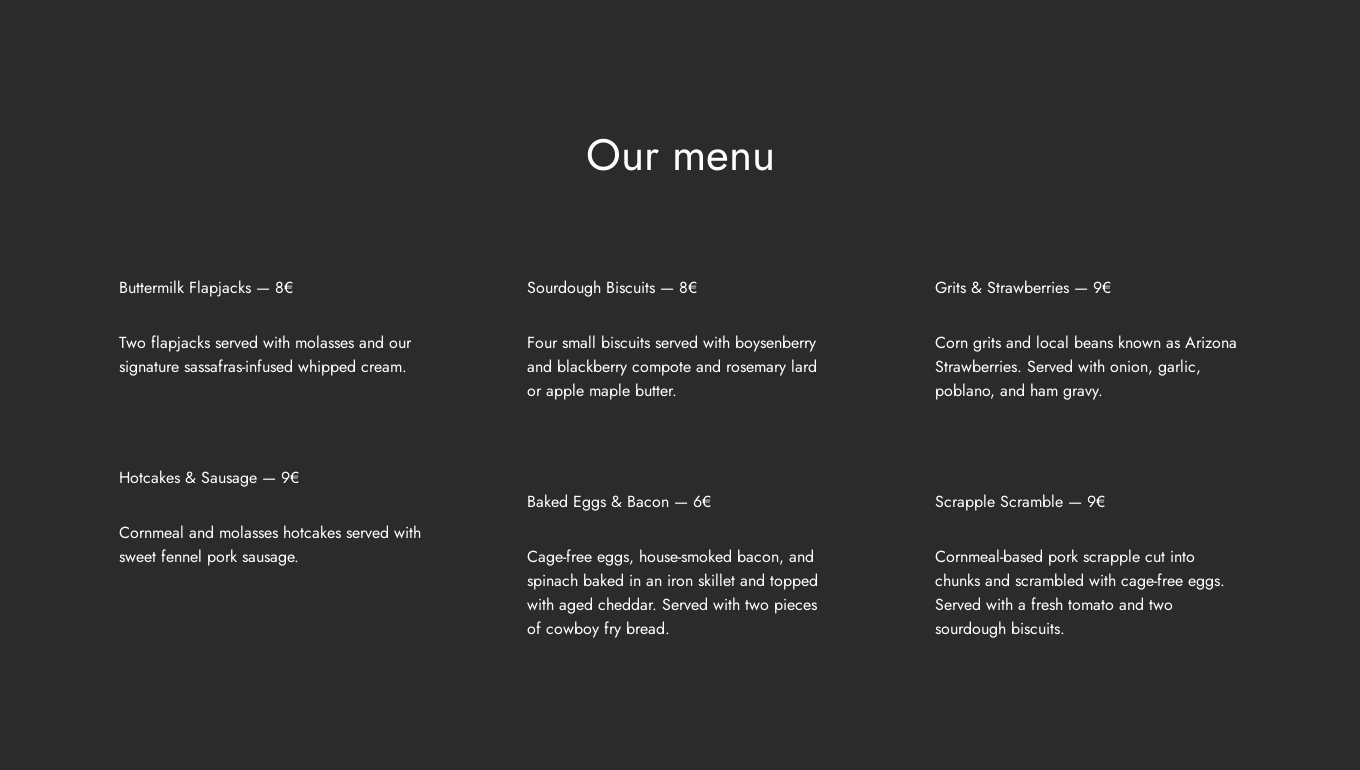 Our menu
Buttermilk Flapjacks — 8€
Two flapjacks served with molasses and our
signature sassafras-infused whipped cream.
Hotcakes & Sausage — 9€
Cornmeal and molasses hotcakes served with
sweet fennel pork sausage.
Sourdough Biscuits — 8€
Four small biscuits served with boysenberry
and blackberry compote and rosemary lard
or apple maple butter.
Baked Eggs & Bacon — 6€
Cage-free eggs, house-smoked bacon, and
spinach baked in an iron skillet and topped
with aged cheddar. Served with two pieces
of cowboy fry bread.
Grits & Strawberries — 9€
Corn grits and local beans known as Arizona
Strawberries. Served with onion, garlic,
poblano, and ham gravy.
Scrapple Scramble — 9€
Cornmeal-based pork scrapple cut into
chunks and scrambled with cage-free eggs.
Served with a fresh tomato and two
sourdough biscuits.